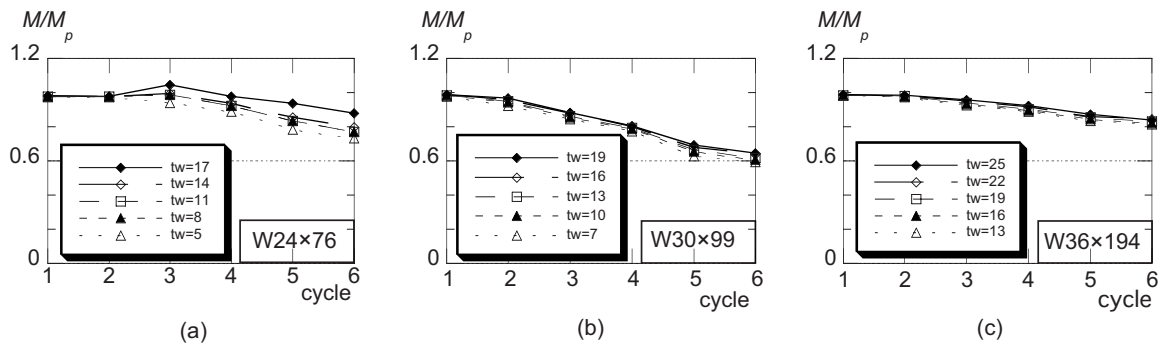 M/Mp
1.2
0.6
0
tw=17
tw=14
tw=11
tw=8
tw=5
W24×76
1 2 3 4 5 6
cycle
(a)
M/Mp
1.2
0.6
0
tw=19
tw=16
tw=13
tw=10
tw=7
W30×99
1 2 3 4 5 6
cycle
(b)
M/Mp
1.2
0.6
0
tw=25
tw=22
tw=19
tw=16
tw=13
W36×194
1 2 3 4 5 6
cycle
(c)